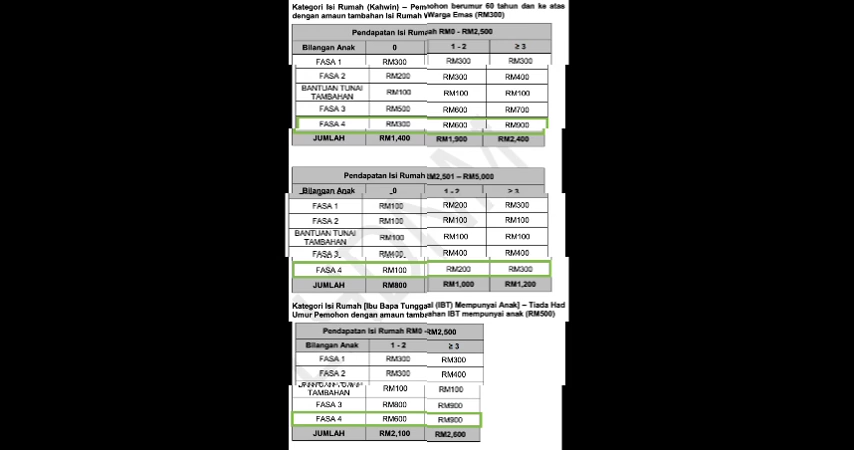 Kategori Isi Rumah (Kahwin) – Pemohon berumur 60 tahun dan ke atas
dengan amaun tambahan Isi Rumah Warga Emas (RM300)
Pendapatan Isi Rumah RM0 - RM2,500
Bilangan Anak 0 1 - 2 ≥ 3
FASA 1 RM300 RM300 RM300
FASA 2 RM200 RM300 RM400
BANTUAN TUNAI
TAMBAHAN RM100 RM100 RM100
FASA 3 RM500 RM600 RM700
FASA 4 RM300 RM600 RM900
JUMLAH RM1,400 RM1,900 RM2,400
Pendapatan Isi Rumah RM2,501 – RM5,000
Bilangan Anak 0 1 - 2 ≥ 3
FASA 1 RM100 RM200 RM300
FASA 2 RM100 RM100 RM100
BANTUAN TUNAI
TAMBAHAN RM100 RM100 RM100
FASA 3 RM400 RM400 RM400
FASA 4 RM100 RM200 RM300
JUMLAH RM800 RM1,000 RM1,200
Kategori Isi Rumah [Ibu Bapa Tunggal (IBT) Mempunyai Anak] – Tiada Had
Umur Pemohon dengan amaun tambahan IBT mempunyai anak (RM500)
Pendapatan Isi Rumah RM0 - RM2,500
Bilangan Anak 1 - 2 ≥ 3
FASA 1 RM300 RM300
FASA 2 RM300 RM400
TAMBAHAN RM100 RM100
FASA 3 RM800 RM900
FASA 4 RM600 RM900
JUMLAH RM2,100 RM2,600